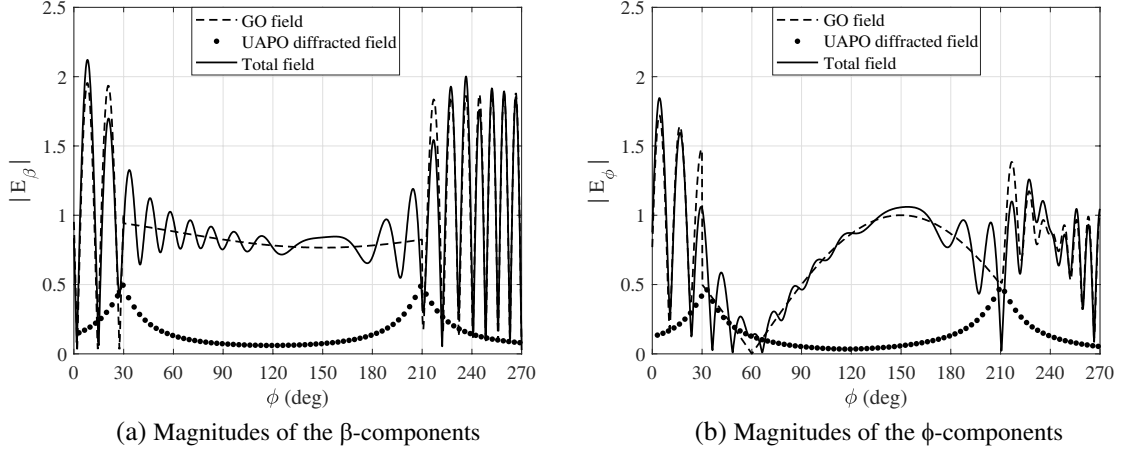 2.5
2
1.5
1
0.5
0
| E_β |
GO field
UAPO diffracted field
Total field
0 30 60 90 120 150 180 210 240 270
ϕ (deg)
(a) Magnitudes of the β-components
2.5
2
1.5
1
0.5
0
| E_ϕ |
GO field
UAPO diffracted field
Total field
0 30 60 90 120 150 180 210 240 270
ϕ (deg)
(b) Magnitudes of the ϕ-components